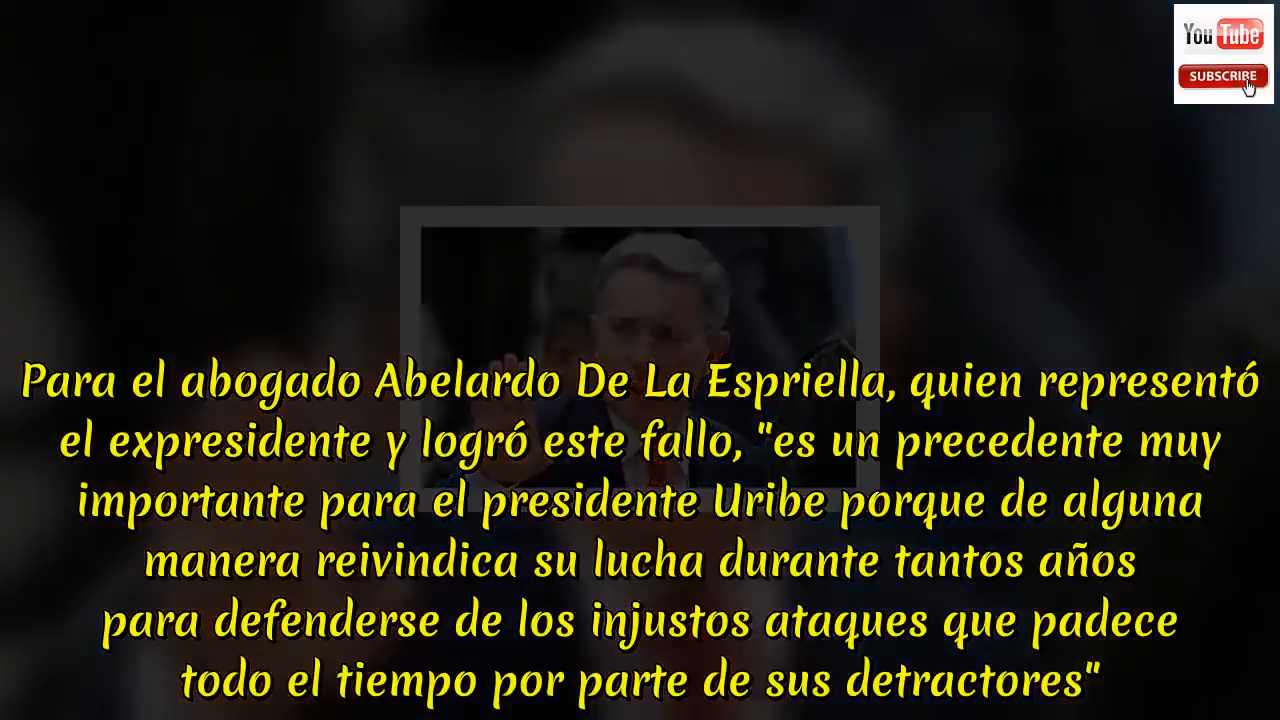 You Tube
SUBSCRIBE
Para el abogado Abelardo De La Espriella, quien representó
el expresidente y logró este fallo, "es un precedente muy
importante para el presidente Uribe porque de alguna
manera reivindica su lucha durante tantos años
para defenderse de los injustos ataques que padece
todo el tiempo por parte de sus detractores"